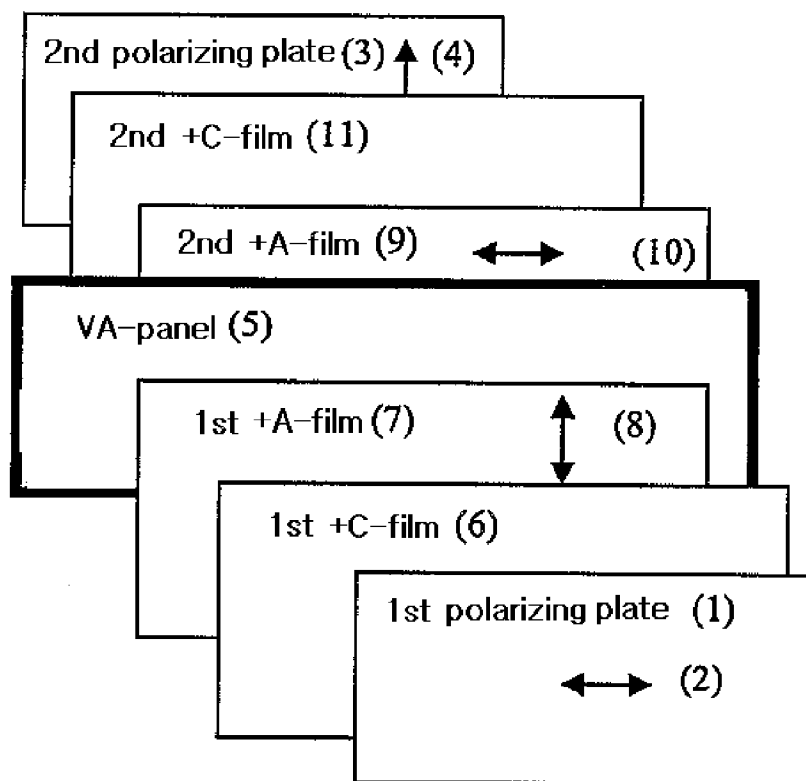 2nd polarizing plate (3) (4)
2nd +C-film (11)
2nd +A-film (9) (10)
VA-panel (5)
1st +A-film (7) (8)
1st +C-film (6)
1st polarizing plate (1)
(2)